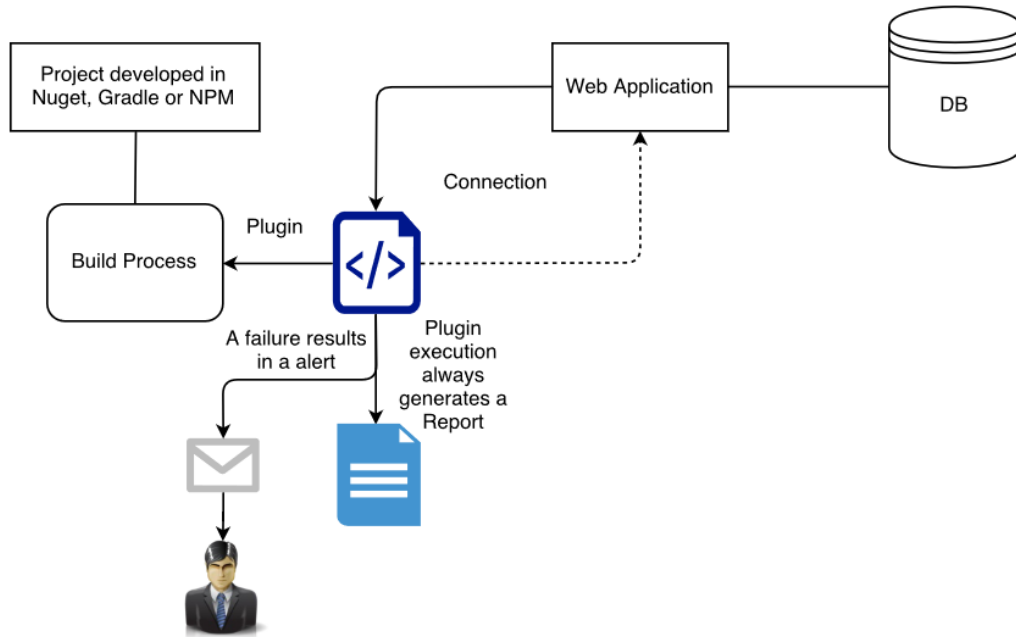 Project developed in
Nuget, Gradle or NPM
Web Application
DB
Connection
Plugin
Build Process
</>
A failure results
in a alert
Plugin
execution
always
generates a
Report